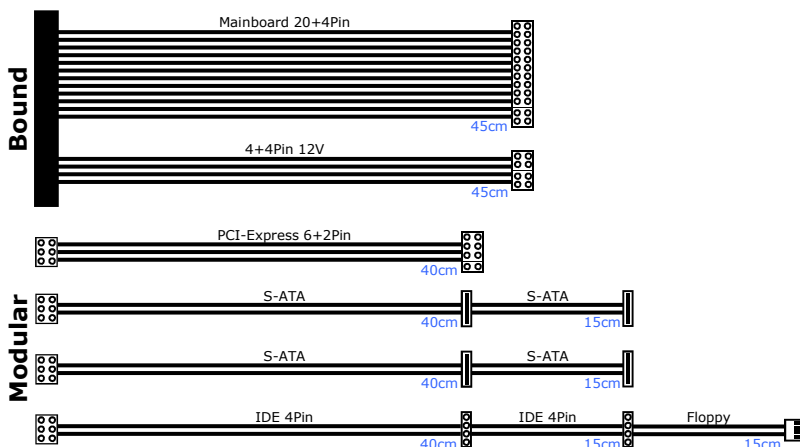 Bound
Mainboard 20+4Pin
45cm
4+4Pin 12V
45cm
Modular
PCI-Express 6+2Pin
40cm
S-ATA S-ATA
40cm 15cm
S-ATA S-ATA
40cm 15cm
IDE 4Pin IDE 4Pin Floppy
40cm 15cm 15cm